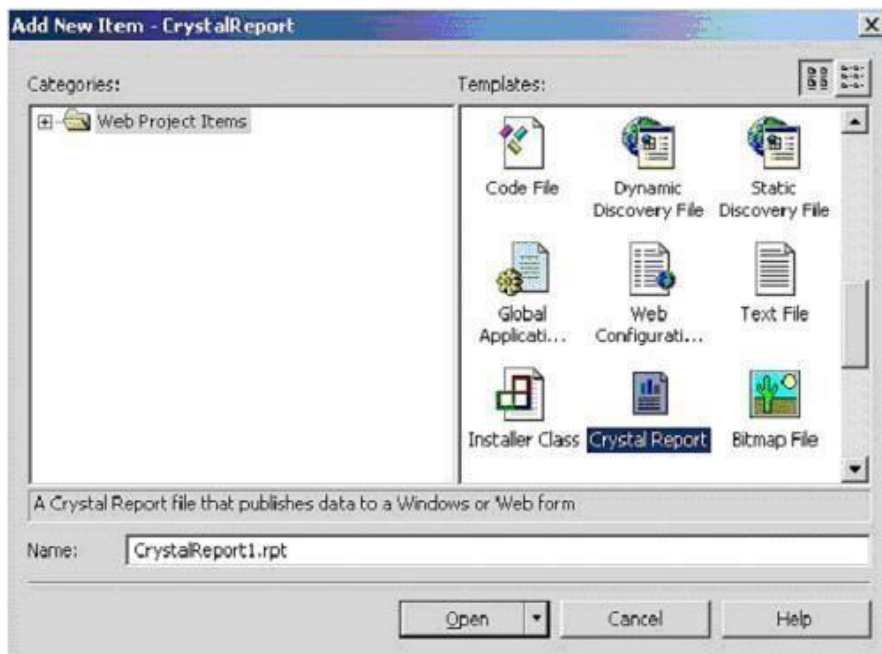 Add New Item - CrystalReport
Categories:
Templates:
Web Project Items
Code File
Dynamic
Discovery File
Static
Discovery File
Global
Applicati...
Web
Configurati...
Text File
Installer Class
Crystal Report
Bitmap File
A Crystal Report file that publishes data to a Windows or Web form
Name:
CrystalReport1.rpt
Open
Cancel
Help